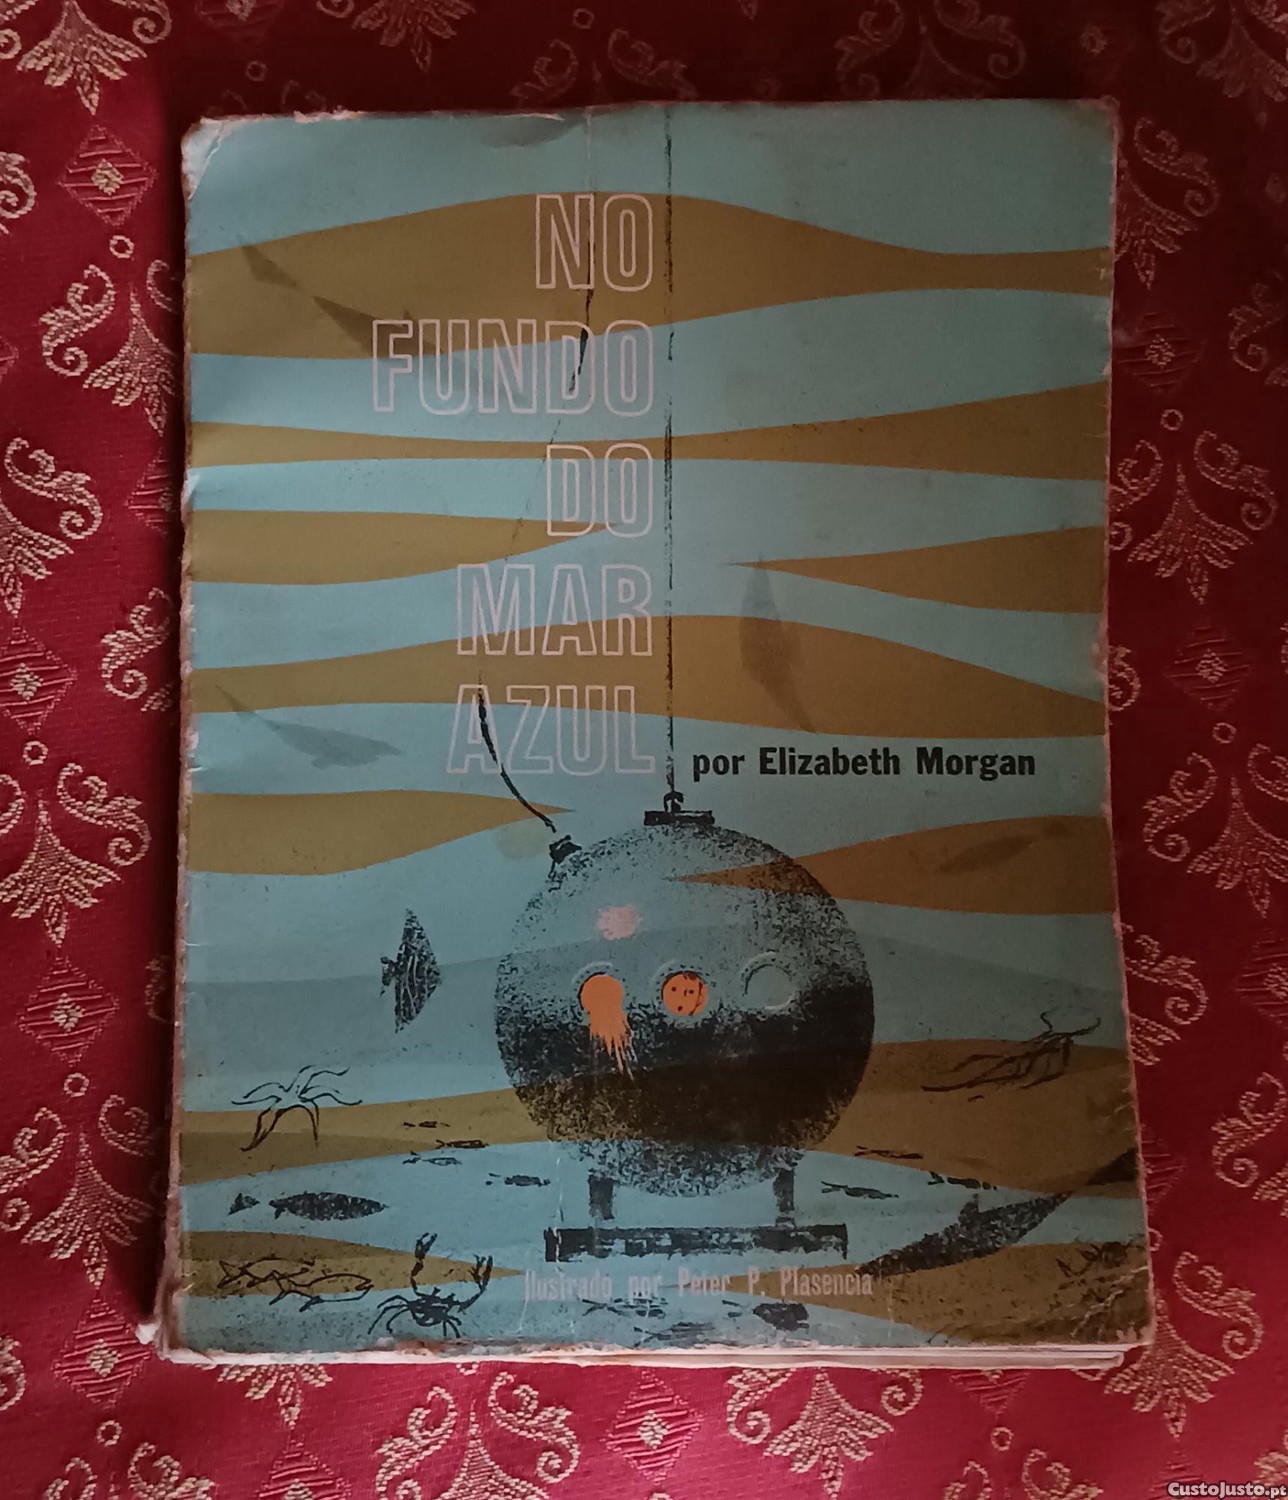 NO
FUNDO
DO
MAR
AZUL
por Elizabeth Morgan
Ilustrado por Peter P. Plasencia
CustoJusto.pt